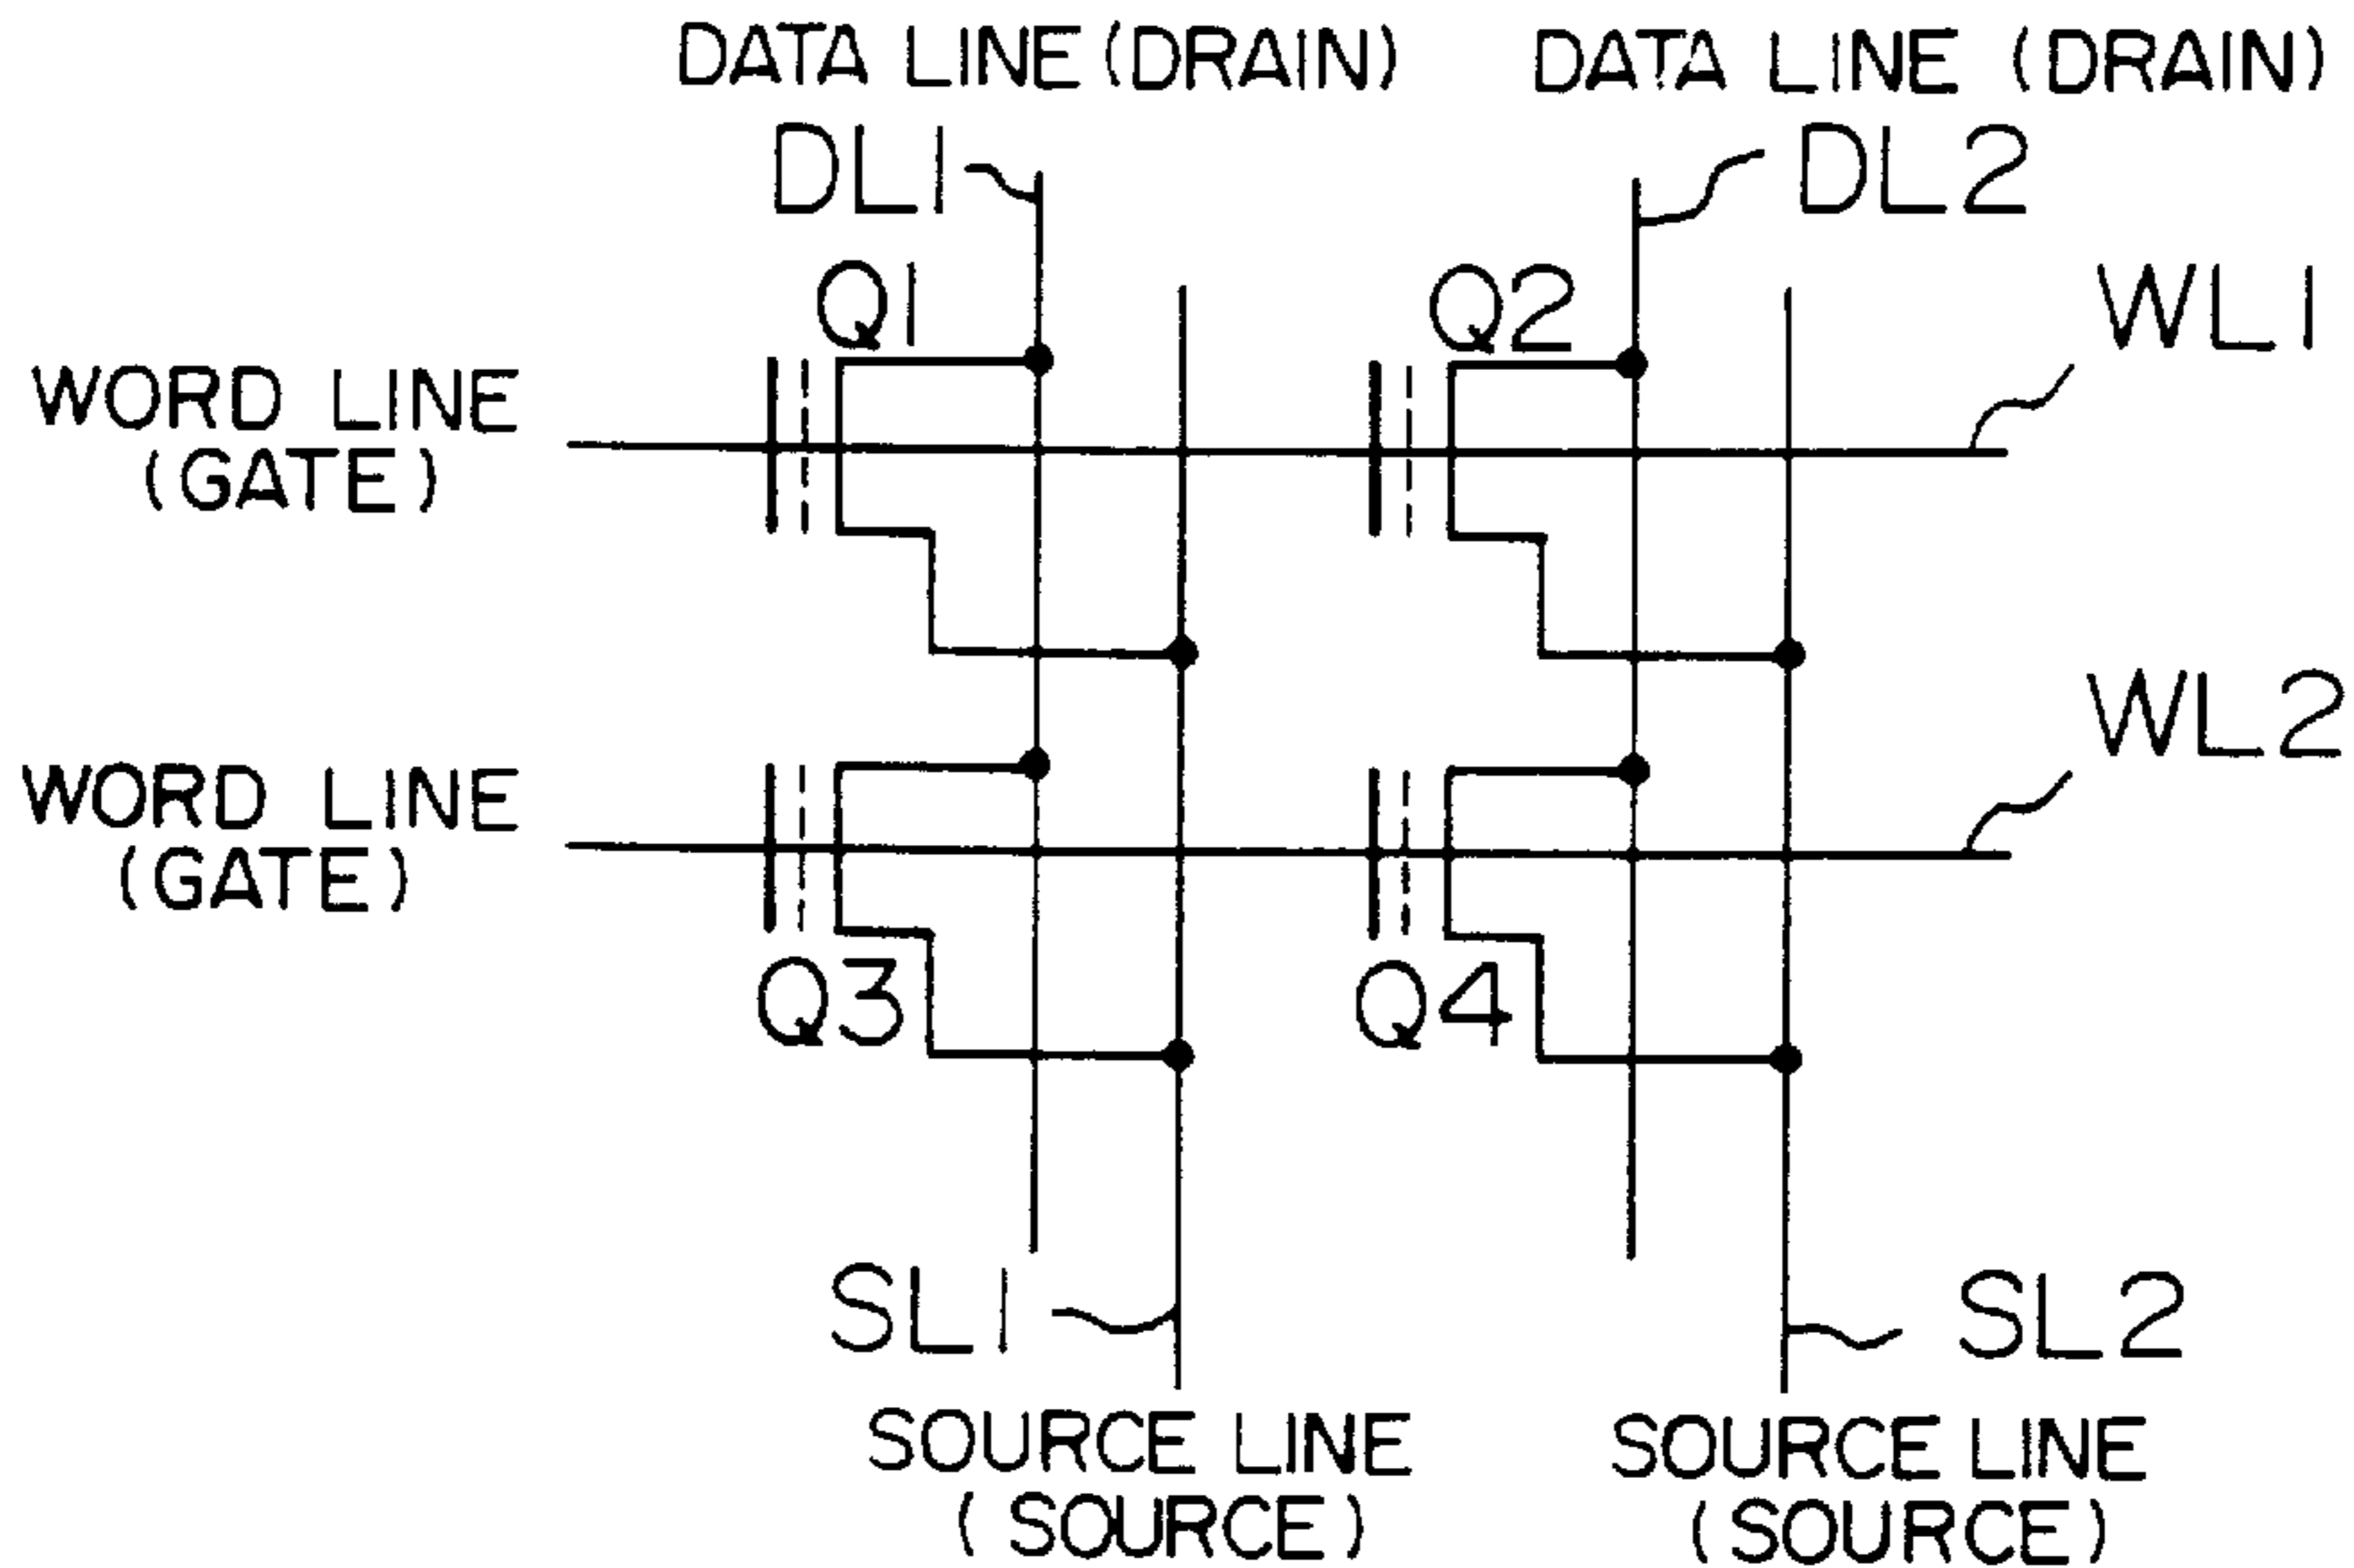 DATA LINE (DRAIN)
DATA LINE (DRAIN)
DL1
DL2
Q1
Q2
WL1
WORD LINE
(GATE)
WL2
WORD LINE
(GATE)
Q3
Q4
SL1
SL2
SOURCE LINE
(SOURCE)
SOURCE LINE
(SOURCE)